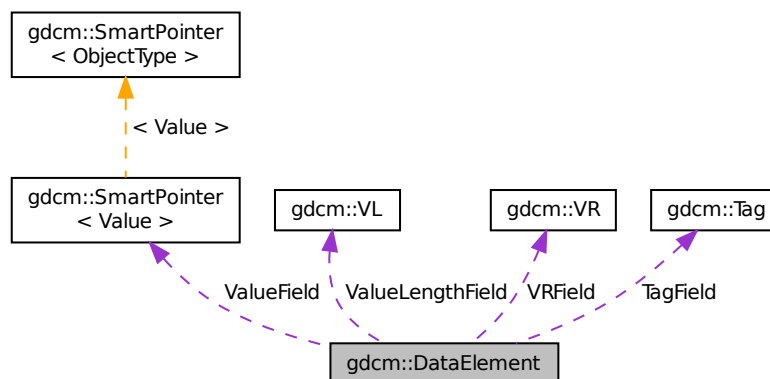 gdcm::SmartPointer
< ObjectType >
< Value >
gdcm::SmartPointer
< Value >
gdcm::VL
gdcm::VR
gdcm::Tag
ValueField
ValueLengthField
VRField
TagField
gdcm::DataElement